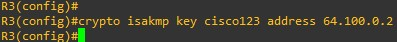 R3(config)#
R3(config)#crypto isakmp key cisco123 address 64.100.0.2
R3(config)#